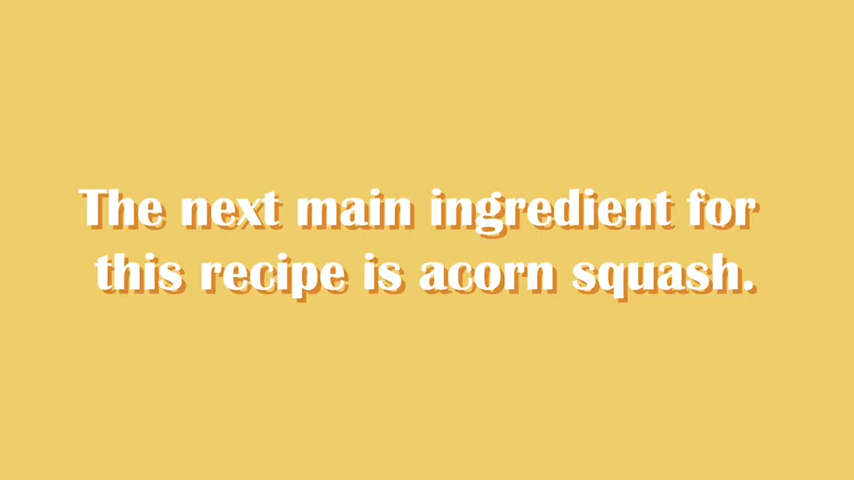 The next main ingredient for
this recipe is acorn squash.